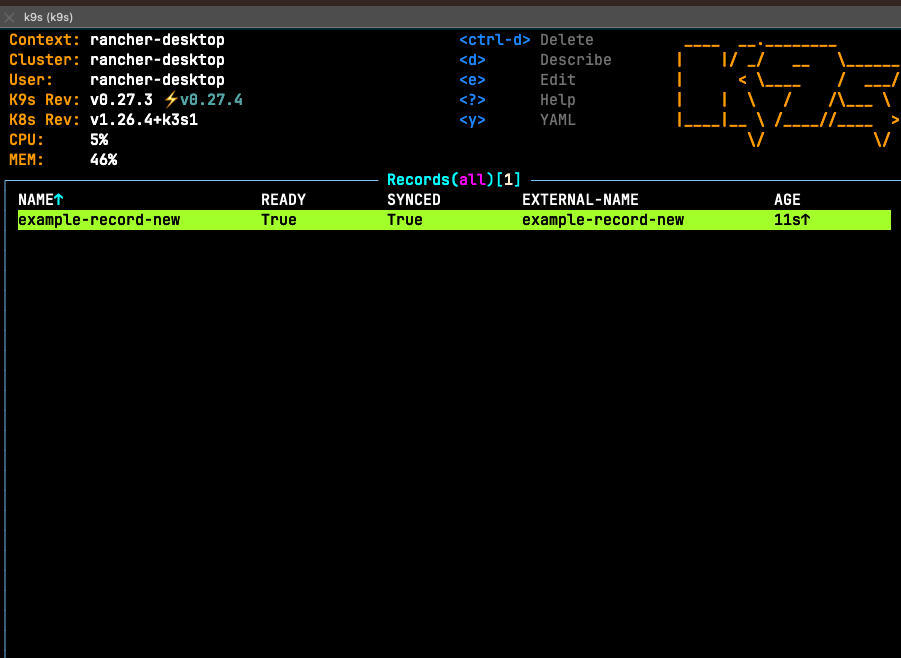 k9s (k9s)
Context: rancher-desktop <ctrl-d> Delete
Cluster: rancher-desktop <d> Describe
User: rancher-desktop <e> Edit
K9s Rev: v0.27.3 ⚡v0.27.4 <?> Help
K8s Rev: v1.26.4+k3s1 <y> YAML
CPU: 5%
MEM: 46%
Records(all)[1]
NAME↑ READY SYNCED EXTERNAL-NAME AGE
example-record-new True True example-record-new 11s↑